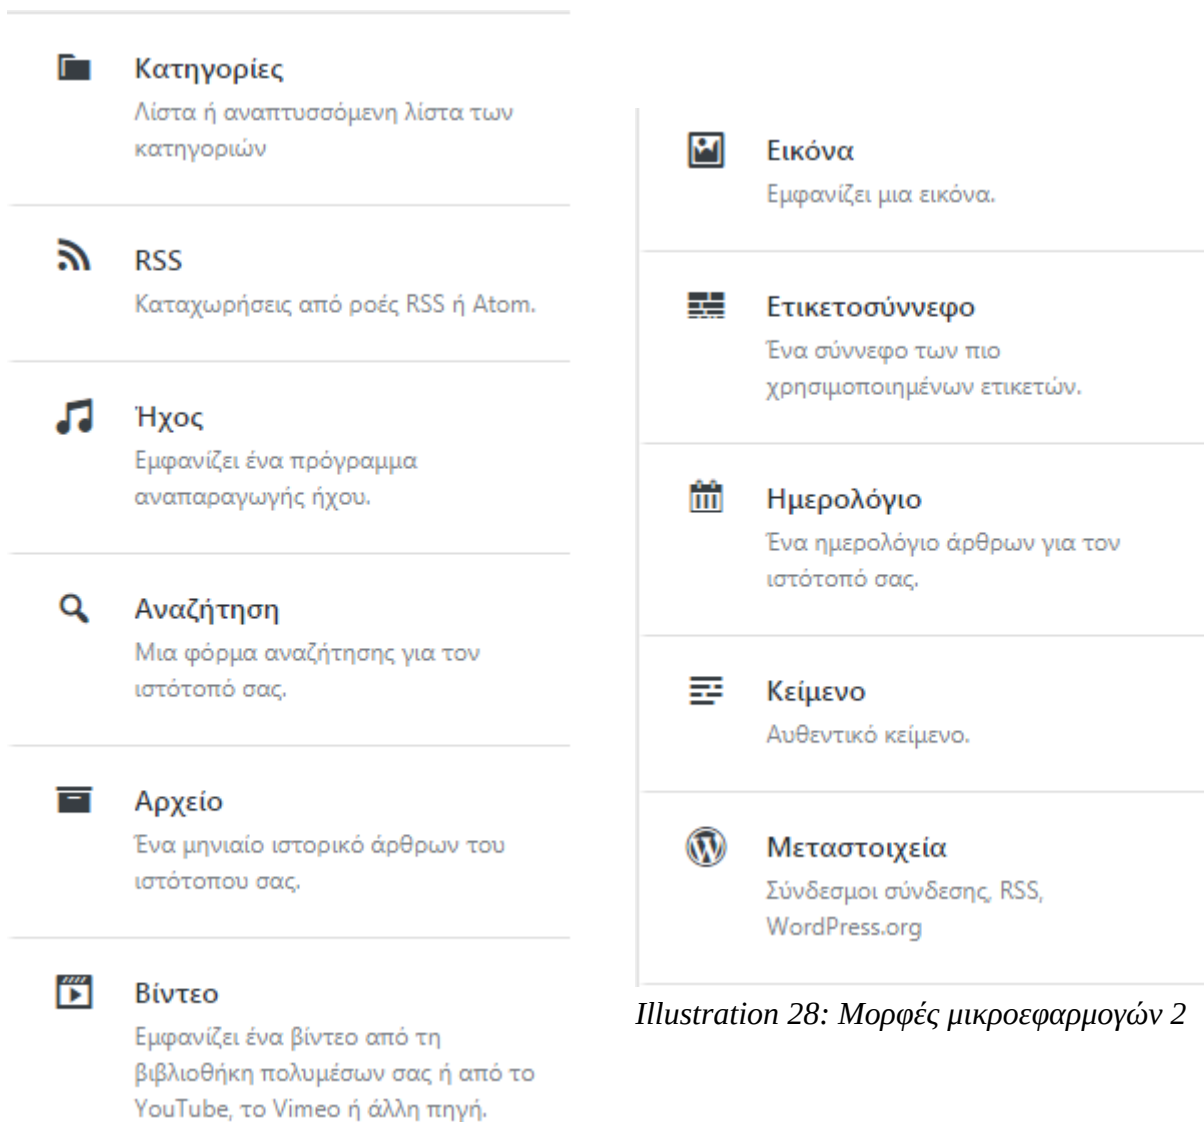 Κατηγορίες
Λίστα ή αναπτυσσόμενη λίστα των
κατηγοριών
RSS
Καταχωρήσεις από ροές RSS ή Atom.
Ήχος
Εμφανίζει ένα πρόγραμμα
αναπαραγωγής ήχου.
Αναζήτηση
Μια φόρμα αναζήτησης για τον
ιστότοπό σας.
Αρχείο
Ένα μηνιαίο ιστορικό άρθρων του
ιστότοπου σας.
Βίντεο
Εμφανίζει ένα βίντεο από τη
βιβλιοθήκη πολυμέσων σας ή από το
YouTube, το Vimeo ή άλλη πηγή.
Εικόνα
Εμφανίζει μια εικόνα.
Ετικετοσύννεφο
Ένα σύννεφο των πιο
χρησιμοποιημένων ετικετών.
Ημερολόγιο
Ένα ημερολόγιο άρθρων για τον
ιστότοπό σας.
Κείμενο
Αυθεντικό κείμενο.
Μεταστοιχεία
Σύνδεσμοι σύνδεσης, RSS,
WordPress.org
Illustration 28: Μορφές μικροεφαρμογών 2